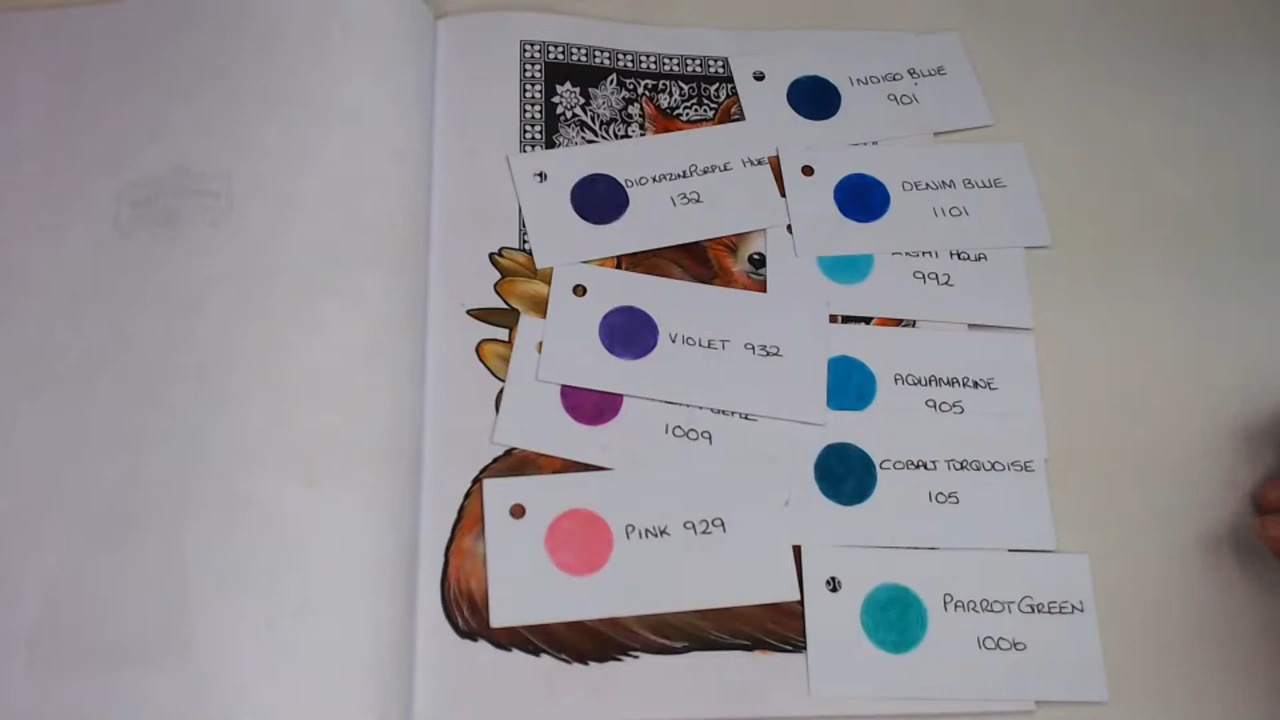 INDIGO BLUE
901
DIOXAZINE PURPLE HUE
132
DENIM BLUE
1101
AQUA
992
VIOLET 932
AQUAMARINE
905
1009
COBALT TURQUOISE
105
PINK 929
PARROT GREEN
1006